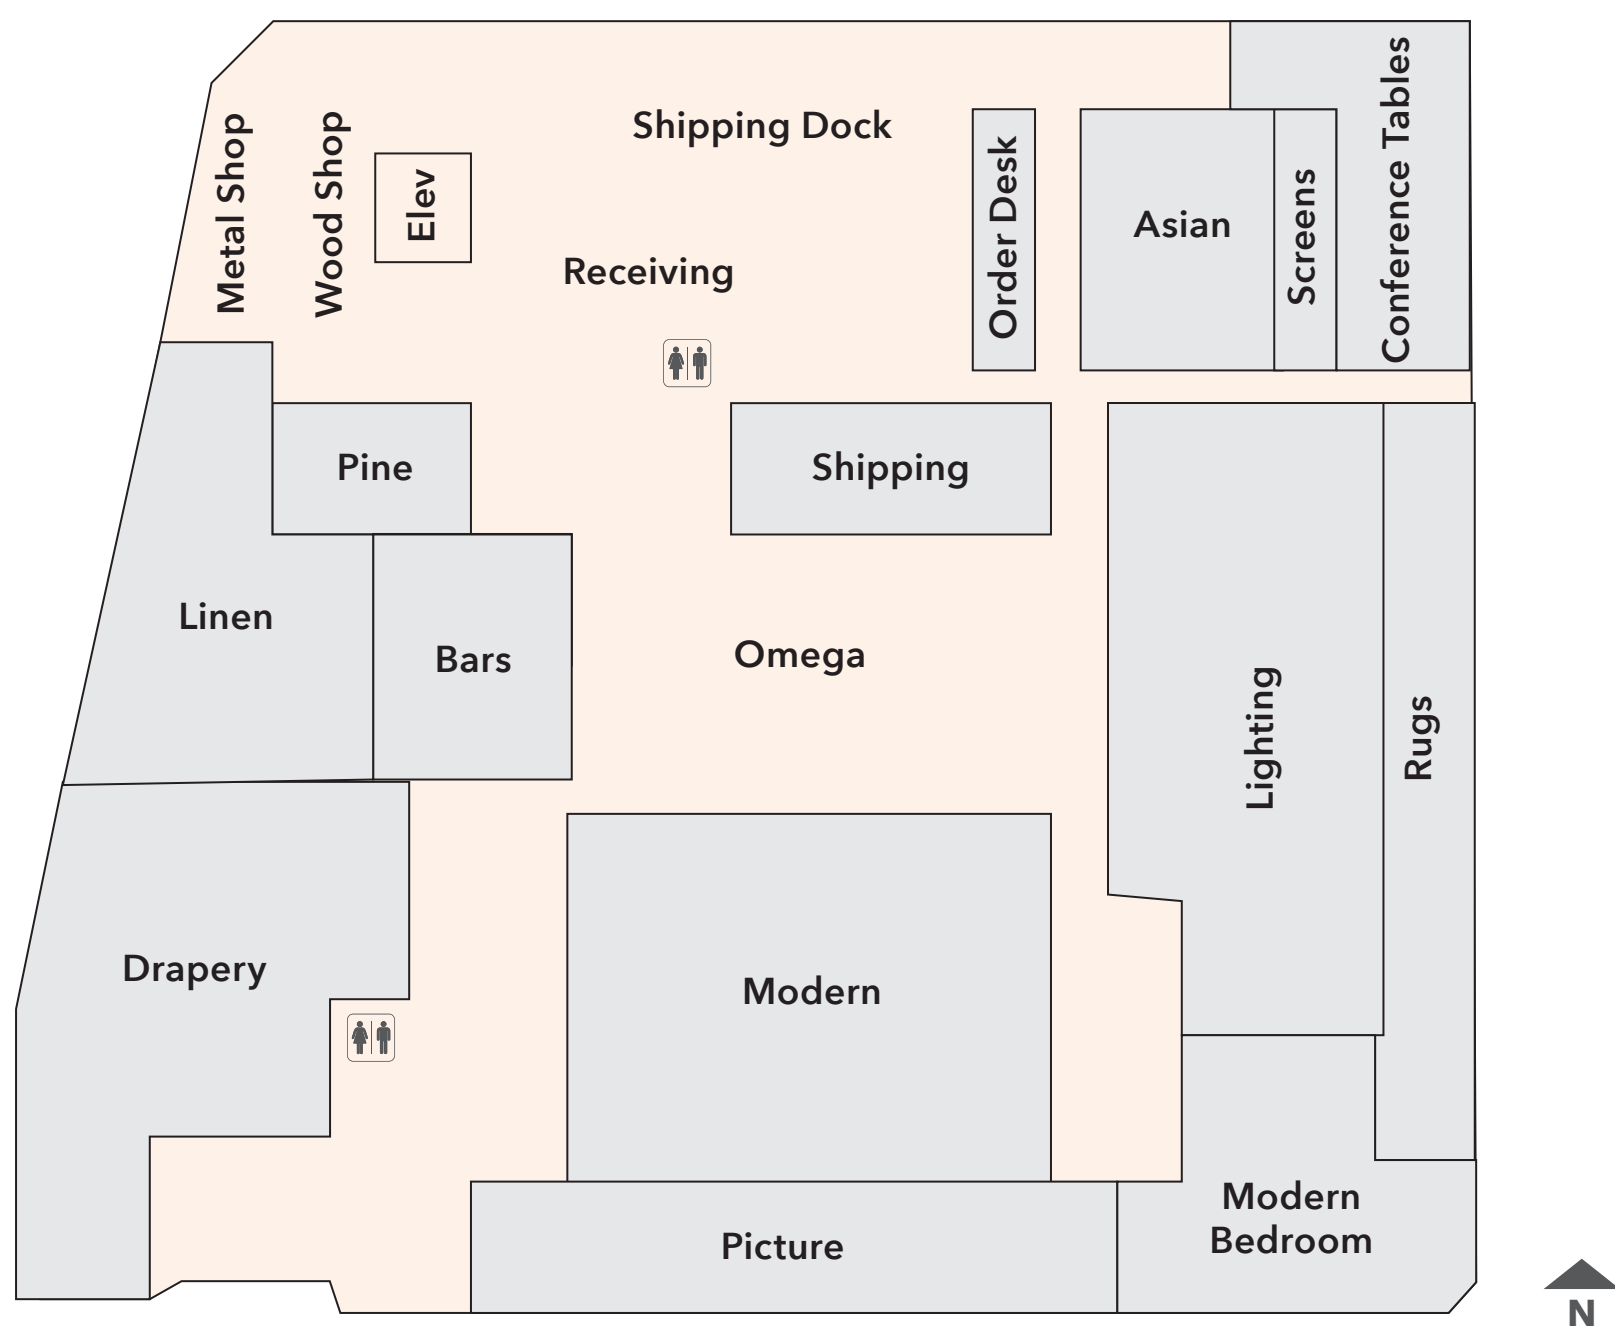 Metal Shop
Wood Shop
Elev
Shipping Dock
Receiving
Order Desk
Asian
Screens
Conference Tables
Pine
Shipping
Linen
Bars
Omega
Lighting
Rugs
Drapery
Modern
Picture
Modern
Bedroom
N